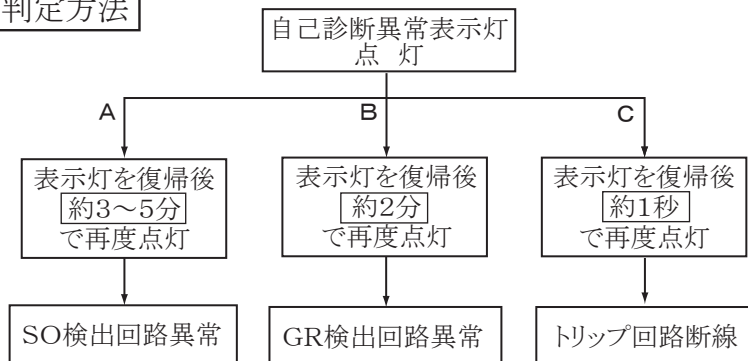 判定方法
自己診断異常表示灯
点 灯
A
B
C
表示灯を復帰後
約3～5分
で再度点灯
表示灯を復帰後
約2分
で再度点灯
表示灯を復帰後
約1秒
で再度点灯
SO検出回路異常
GR検出回路異常
トリップ回路断線